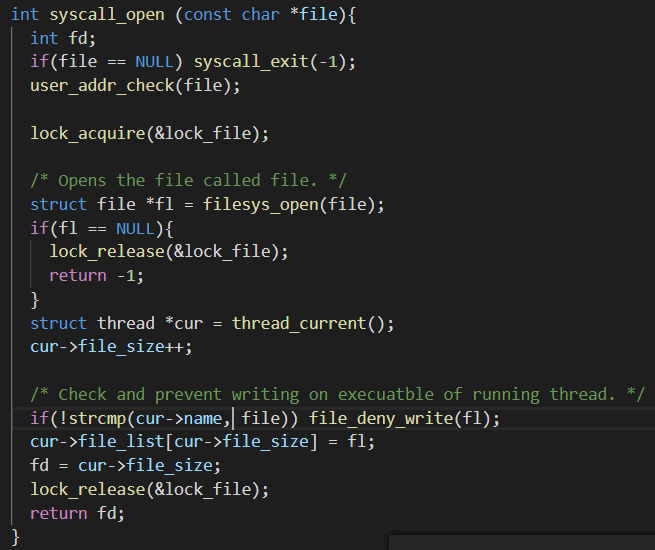 int syscall_open (const char *file){
int fd;
if(file == NULL) syscall_exit(-1);
user_addr_check(file);
lock_acquire(&lock_file);
/* Opens the file called file. */
struct file *fl = filesys_open(file);
if(fl == NULL){
lock_release(&lock_file);
return -1;
}
struct thread *cur = thread_current();
cur->file_size++;
/* Check and prevent writing on execuatble of running thread. */
if(!strcmp(cur->name, file)) file_deny_write(fl);
cur->file_list[cur->file_size] = fl;
fd = cur->file_size;
lock_release(&lock_file);
return fd;
}